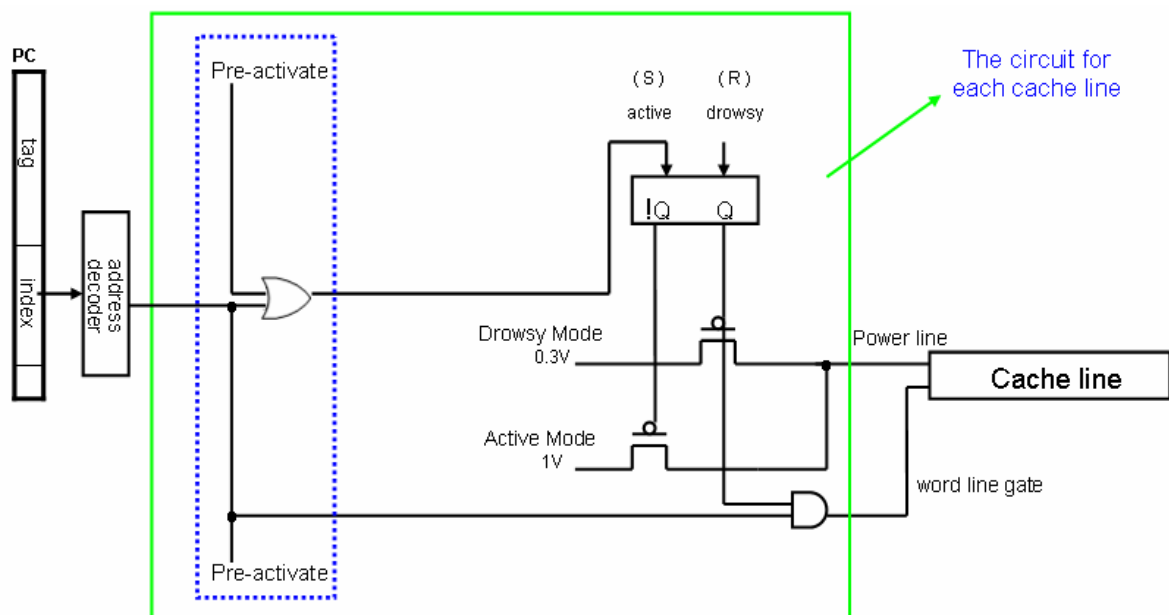 PC
tag
index
address
decoder
Pre-activate
(S)
active
(R)
drowsy
!Q
Q
The circuit for
each cache line
Drowsy Mode
0.3V
Power line
Cache line
Active Mode
1V
word line gate
Pre-activate